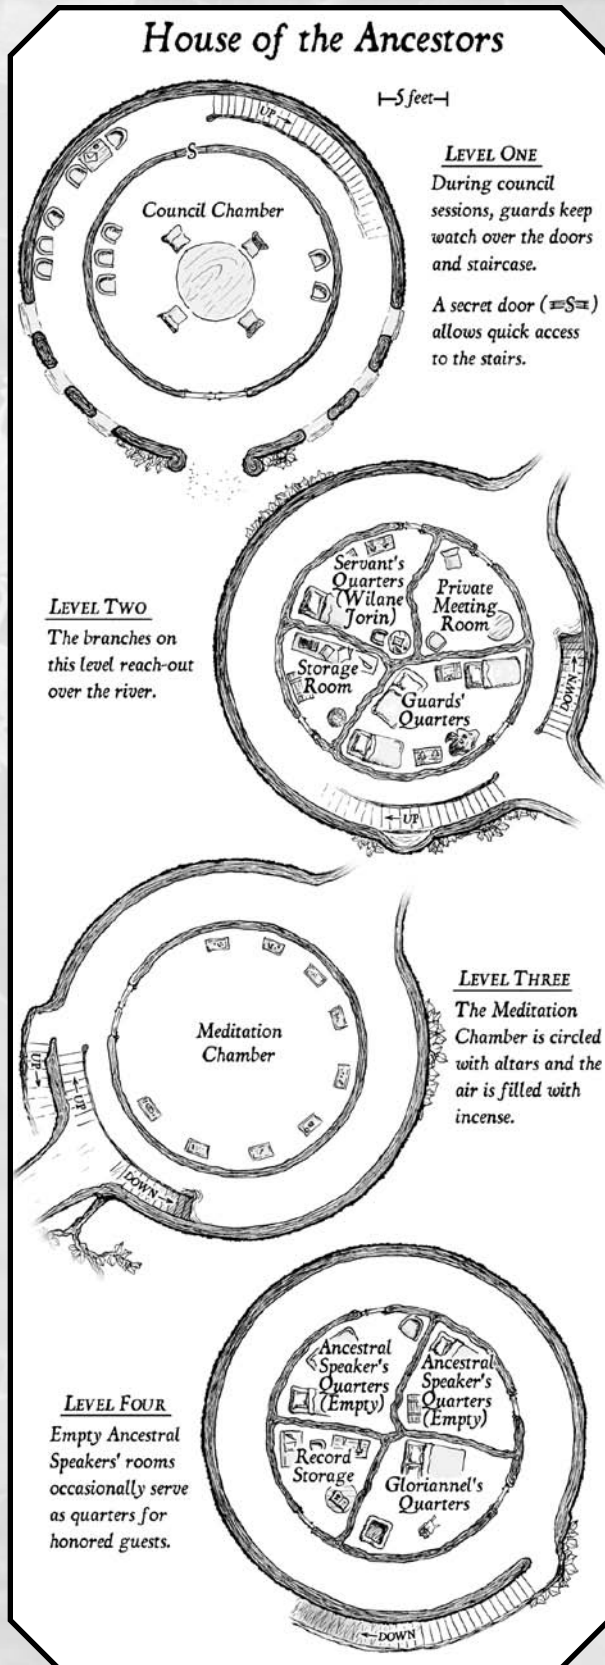 House of the Ancestors
5 feet
UP
S
Council Chamber
LEVEL ONE
During council
sessions, guards keep
watch over the doors
and staircase.
A secret door (S)
allows quick access
to the stairs.
LEVEL TWO
The branches on
this level reach-out
over the river.
Servant's
Quarters
(Wilane
Jorin)
Private
Meeting
Room
Storage
Room
Guards'
Quarters
DOWN
UP
LEVEL THREE
The Meditation
Chamber is circled
with altars and the
air is filled with
incense.
Meditation
Chamber
UP
UP
DOWN
LEVEL FOUR
Empty Ancestral
Speakers' rooms
occasionally serve
as quarters for
honored guests.
Ancestral
Speaker's
Quarters
(Empty)
Ancestral
Speaker's
Quarters
(Empty)
Record
Storage
Gloriannel's
Quarters
DOWN